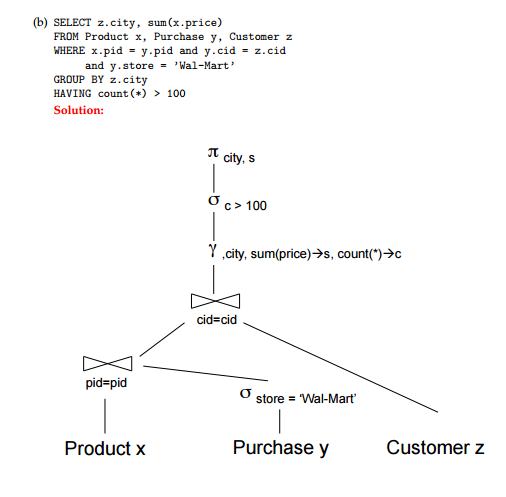 (b) SELECT z.city, sum(x.price)
FROM Product x, Purchase y, Customer z
WHERE x.pid = y.pid and y.cid = z.cid
and y.store = 'Wal-Mart'
GROUP BY z.city
HAVING count(*) > 100
Solution:
π city, s
σ c > 100
γ ,city, sum(price)→s, count(*)→c
cid=cid
pid=pid
σ store = 'Wal-Mart'
Product x Purchase y Customer z